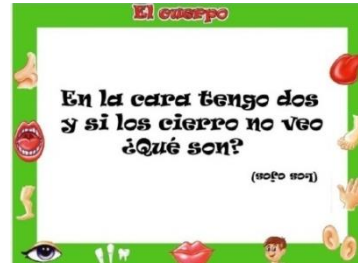 El cuerpo
En la cara tengo dos
y si los cierro no veo
¿Qué son?
(los ojos)